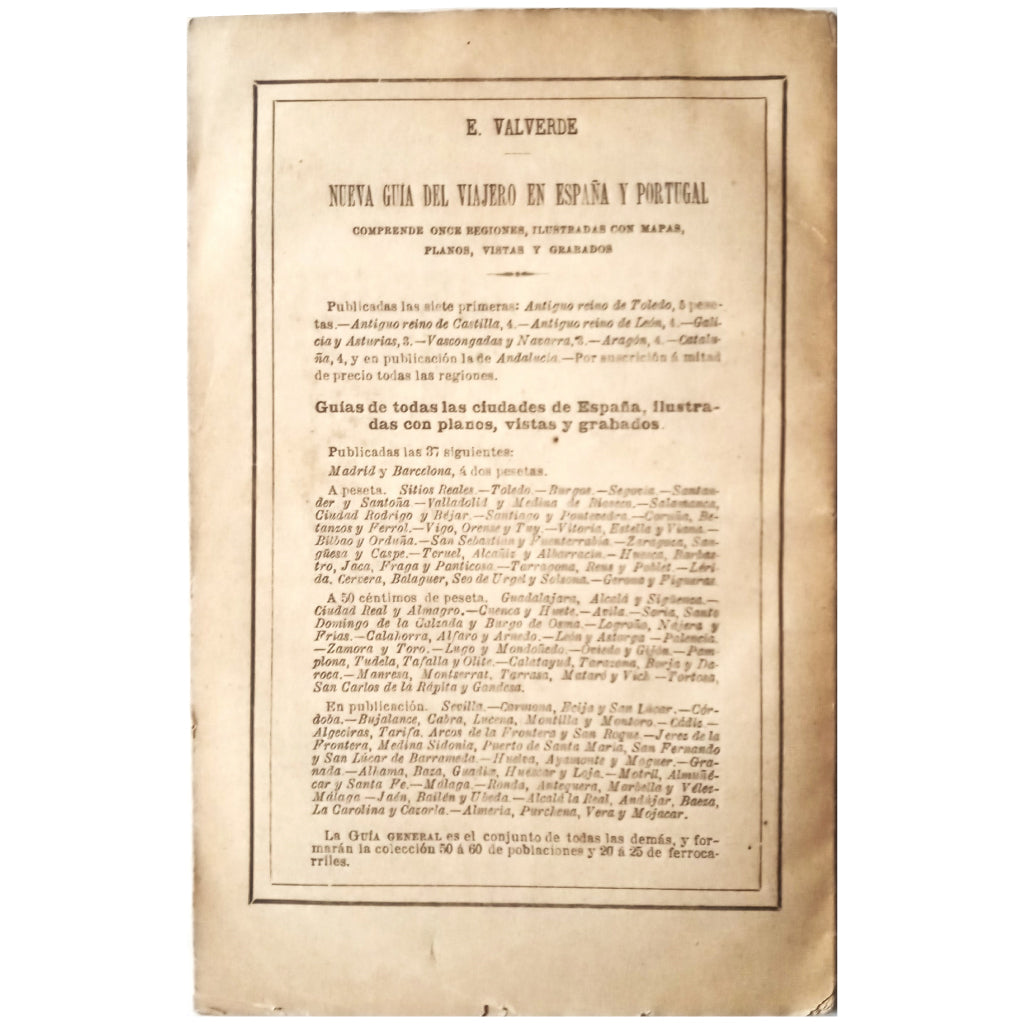 E. VALVERDE
NUEVA GUIA DEL VIAJERO EN ESPAÑA Y PORTUGAL
COMPRENDE ONCE REGIONES, ILUSTRADAS CON MAPAS,
PLANOS, VISTAS Y GRABADOS
Publicadas las siete primeras: Antiguo reino de Toledo, pese-
tas.—Antiguo reino de Castilla, 4.—Antiguo reino de León, 4.—Gali-
cia y Asturias, 3.—Vascongadas y Navarra, 3.—Aragón, 4.—Catalu-
ña, 4, y en publicación la de Andalucía.—Por suscrición á mitad
de precio todas las regiones.
Guías de todas las ciudades de España, ilustra-
das con planos, vistas y grabados.
Publicadas las 37 siguientes:
Madrid y Barcelona, á dos pesetas.
A peseta. Sitios Reales.—Toledo.—Burgos.—Segovia.—Santan-
der y Santoña.—Valladolid y Medina de Rioseco.—Salamanca,
Ciudad Rodrigo y Béjar.—Santiago y Pontevedra.—Coruña, Be-
tanzos y Ferrol.—Vigo, Orense y Tuy.—Vitoria, Estella y Viana.—
Bilbao y Orduña.—San Sebastián y Fuenterrabía.—Zaragoza, San-
güesa y Caspe.—Teruel, Alcañiz y Albarracín.—Huesca, Barbas-
tro, Jaca, Fraga y Panticosa.—Tarragona, Reus y Poblet.—Léri-
da, Cervera, Balaguer, Seo de Urgel y Solsona.—Gerona y Figueras.
A 50 céntimos de peseta. Guadalajara, Alcalá y Sigüenza.—
Ciudad Real y Almagro.—Cuenca y Huete.—Avila.—Soria, Santo
Domingo de la Calzada y Burgo de Osma.—Logroño, Nájera y
Frias.—Calahorra, Alfaro y Arnedo.—León y Astorga.—Palencia.
—Zamora y Toro.—Lugo y Mondoñedo.—Oviedo y Gijón.—Pam-
plona, Tudela, Tafalla y Olite.—Calatayud, Tarazona, Borja y Da-
roca.—Manresa, Montserrat, Tarrasa, Mataró y Vich.—Tortosa,
San Carlos de la Rápita y Gandesa.
En publicación. Sevilla.—Carmona, Ecija y San Lúcar.—Cór-
doba.—Bujalance, Cabra, Lucena, Montilla y Montoro.—Cádiz.—
Algeciras, Tarifa, Arcos de la Frontera y San Roque.—Jerez de la
Frontera, Medina Sidonia, Puerto de Santa María, San Fernando
y San Lúcar de Barrameda.—Huelva, Ayamonte y Moguer.—Gra-
nada.—Alhama, Baza, Guadix, Huescar y Loja.—Motril, Almuñé-
car y Santa Fe.—Málaga.—Ronda, Antequera, Marbella y Vélez-
Málaga.—Jaén, Bailén y Ubeda.—Alcalá la Real, Andújar, Baeza,
La Carolina y Cazorla.—Almería, Purchena, Vera y Mojacar.
La GUÍA GENERAL es el conjunto de todas las demás, y for-
marán la colección 50 á 60 de poblaciones y 20 á 25 de ferroca-
rriles.